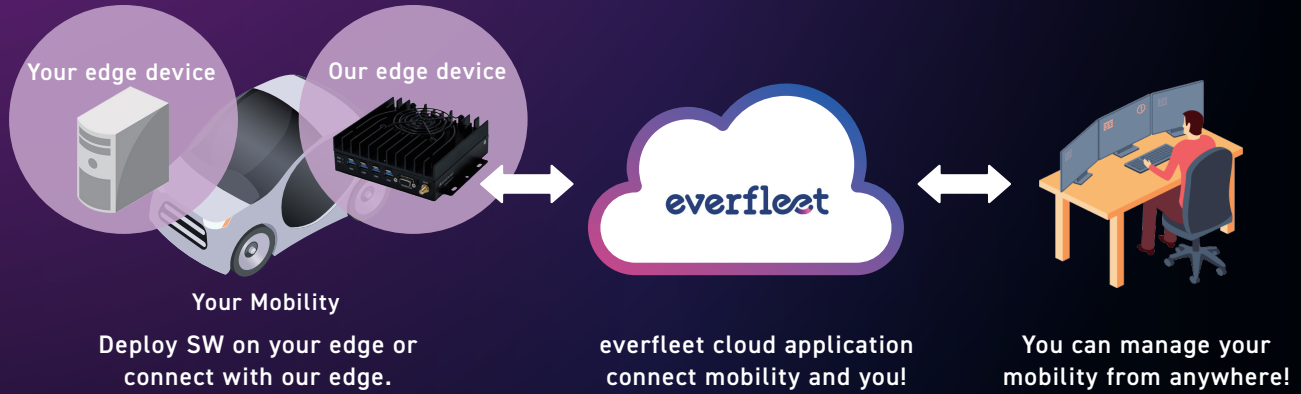 Your edge device
Our edge device
everfleet
Your Mobility
Deploy SW on your edge or
connect with our edge.
everfleet cloud application
connect mobility and you!
You can manage your
mobility from anywhere!